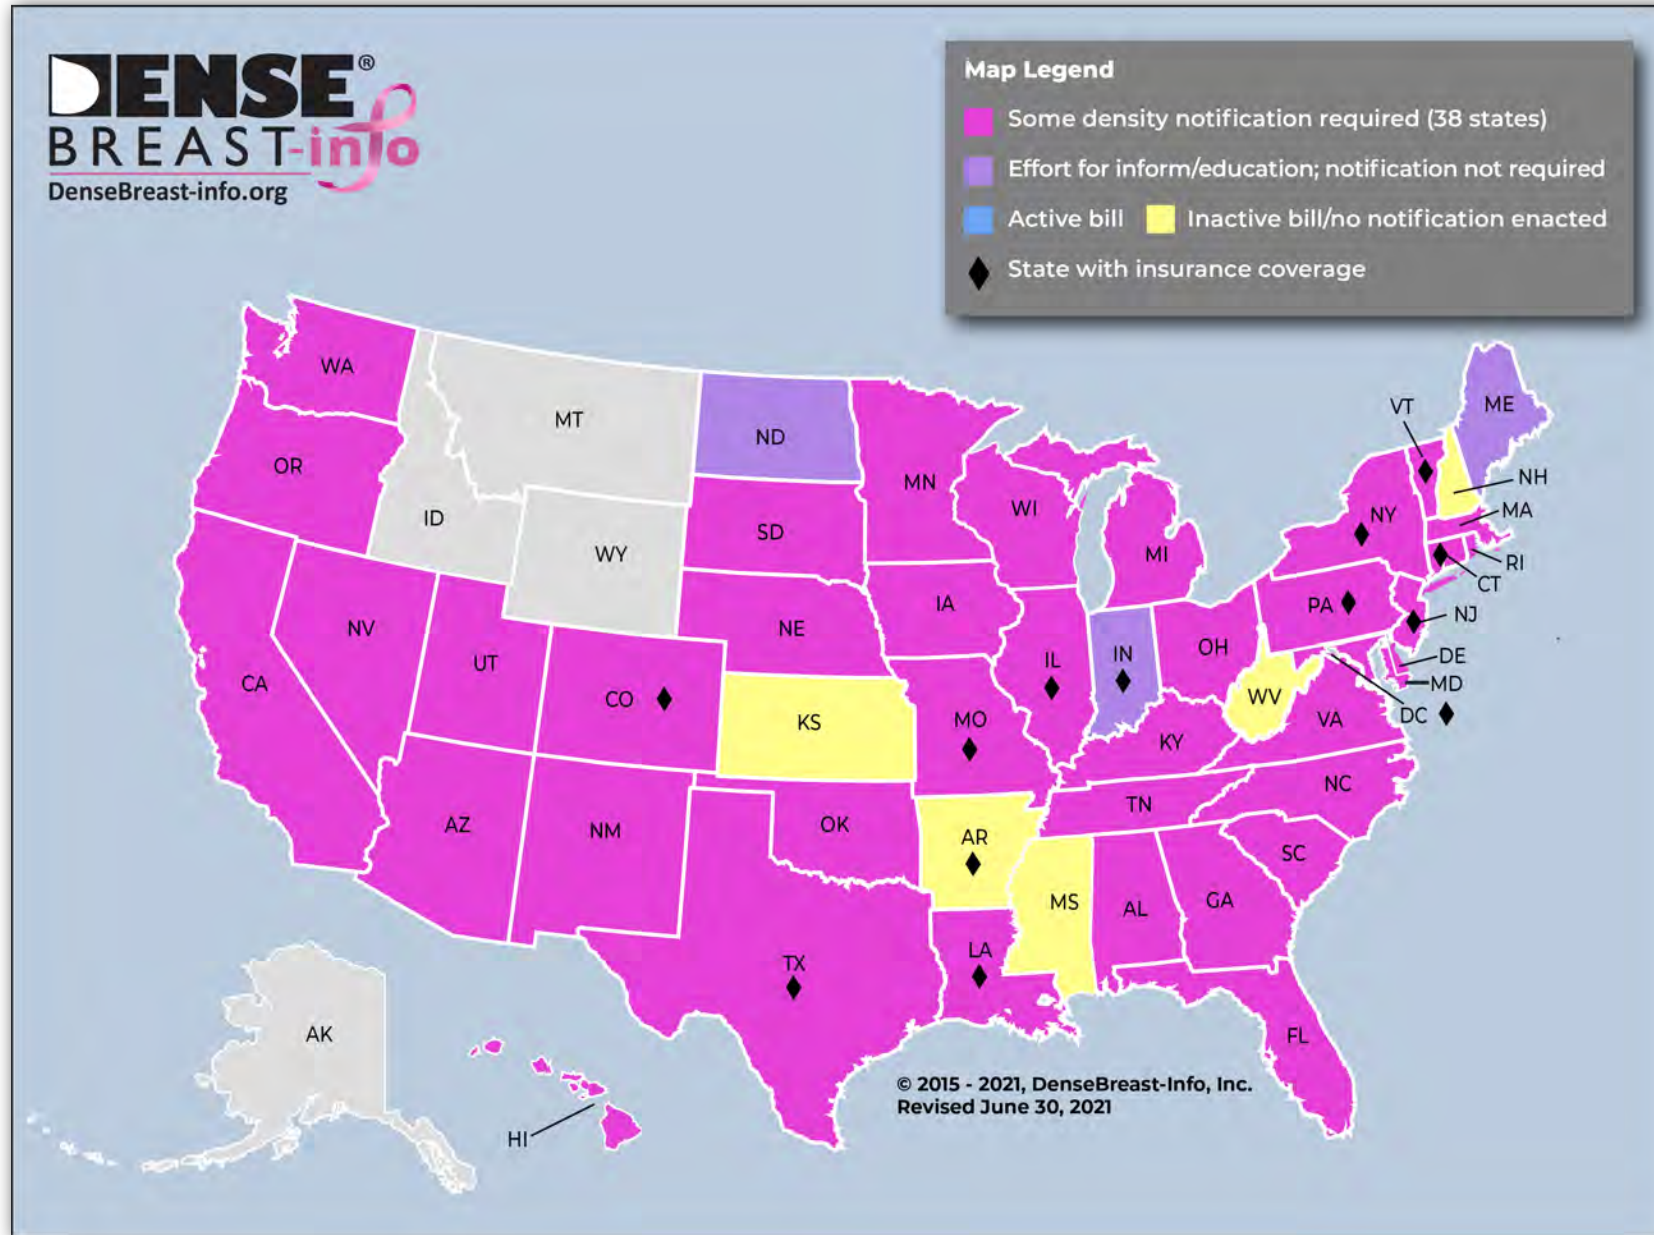 DENSE®
BREAST-info
DenseBreast-info.org
Map Legend
Some density notification required (38 states)
Effort for inform/education; notification not required
Active bill Inactive bill/no notification enacted
State with insurance coverage
WA
MT
ND
MN
VT
ME
OR
ID
WY
SD
WI
MI
NY
NH
MA
RI
CT
NV
UT
NE
IA
IL
IN
OH
PA
NJ
DE
MD
DC
CA
CO
KS
MO
KY
WV
VA
AZ
NM
OK
AR
TN
NC
SC
TX
LA
MS
AL
GA
FL
AK
HI
© 2015 - 2021, DenseBreast-Info, Inc.
Revised June 30, 2021